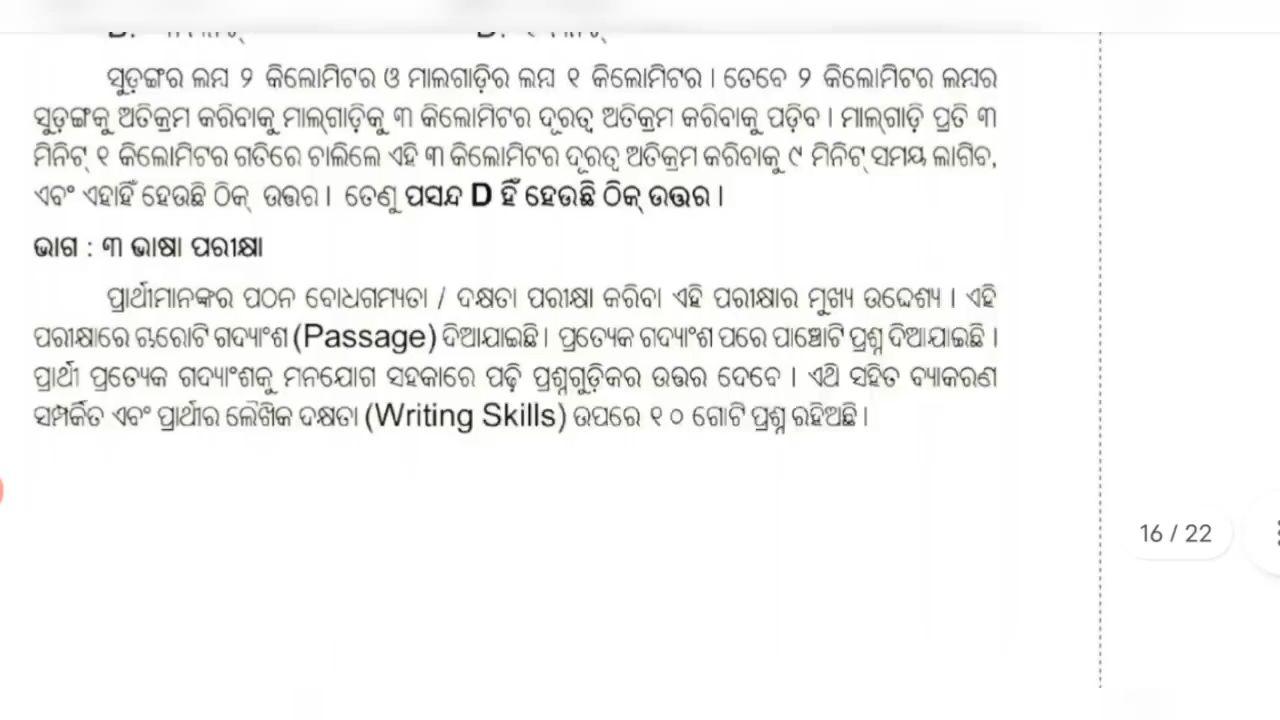 ସୁଡ଼ଙ୍ଗର ଲମ୍ବ ୨ କିଲୋମିଟର ଓ ମାଲଗାଡ଼ିର ଲମ୍ବ ୧ କିଲୋମିଟର । ତେବେ ୨ କିଲୋମିଟର ଲମ୍ବର
ସୁଡ଼ଙ୍ଗକୁ ଅତିକ୍ରମ କରିବାକୁ ମାଲ୍‌ଗାଡ଼ିକୁ ୩ କିଲୋମିଟର ଦୂରତ୍ୱ ଅତିକ୍ରମ କରିବାକୁ ପଡ଼ିବ । ମାଲ୍‌ଗାଡ଼ି ପ୍ରତି ୩
ମିନିଟ୍ ୧ କିଲୋମିଟର ଗତିରେ ଚାଲିଲେ ଏହି ୩ କିଲୋମିଟର ଦୂରତ୍ୱ ଅତିକ୍ରମ କରିବାକୁ ୯ ମିନିଟ୍ ସମୟ ଲାଗିବ,
ଏବଂ ଏହାହିଁ ହେଉଛି ଠିକ୍ ଉତ୍ତର । ତେଣୁ ପସନ୍ଦ D ହିଁ ହେଉଛି ଠିକ୍ ଉତ୍ତର ।
ଭାଗ : ୩ ଭାଷା ପରୀକ୍ଷା
ପ୍ରାର୍ଥୀମାନଙ୍କର ପଠନ ବୋଧଗମ୍ୟତା / ଦକ୍ଷତା ପରୀକ୍ଷା କରିବା ଏହି ପରୀକ୍ଷାର ମୁଖ୍ୟ ଉଦ୍ଦେଶ୍ୟ । ଏହି
ପରୀକ୍ଷାରେ ଚ୍ଚରୋଟି ଗଦ୍ୟାଂଶ (Passage) ଦିଆଯାଇଛି । ପ୍ରତ୍ୟେକ ଗଦ୍ୟାଂଶ ପରେ ପାଞ୍ଚୋଟି ପ୍ରଶ୍ନ ଦିଆଯାଇଛି ।
ପ୍ରାର୍ଥୀ ପ୍ରତ୍ୟେକ ଗଦ୍ୟାଂଶକୁ ମନଯୋଗ ସହକାରେ ପଢ଼ି ପ୍ରଶ୍ନଗୁଡ଼ିକର ଉତ୍ତର ଦେବେ । ଏଥି ସହିତ ବ୍ୟାକରଣ
ସମ୍ପର୍କିତ ଏବଂ ପ୍ରାର୍ଥୀର ଲୈଖିକ ଦକ୍ଷତା (Writing Skills) ଉପରେ ୧୦ ଗୋଟି ପ୍ରଶ୍ନ ରହିଅଛି ।
16 / 22